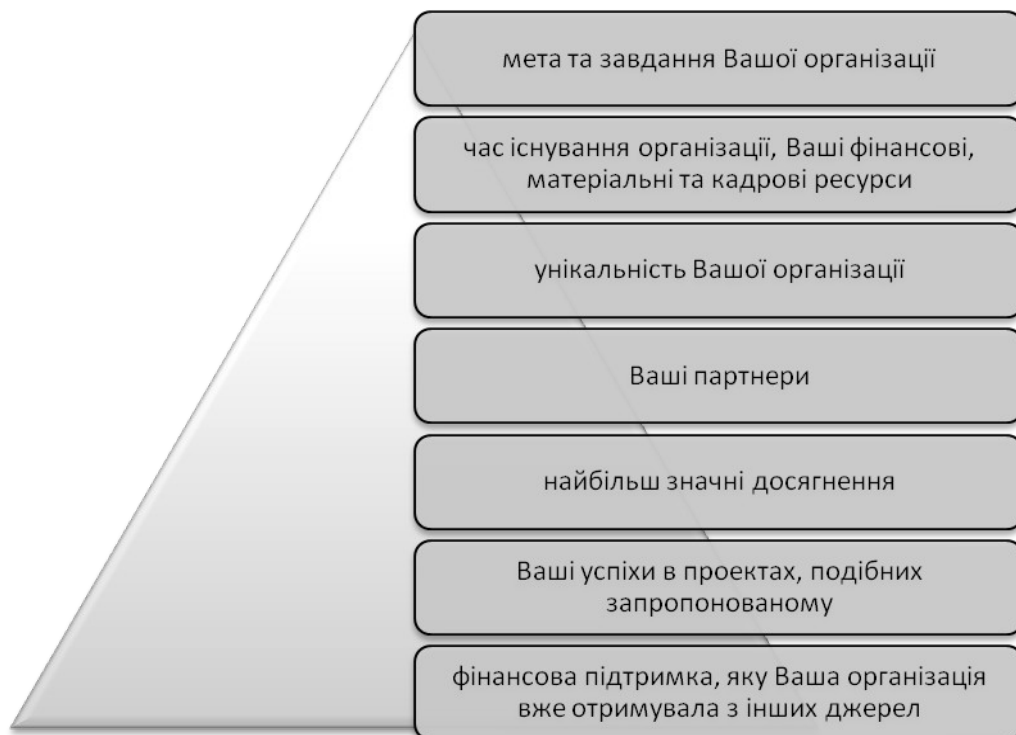 мета та завдання Вашої організації
час існування організації, Ваші фінансові,
матеріальні та кадрові ресурси
унікальність Вашої організації
Ваші партнери
найбільш значні досягнення
Ваші успіхи в проектах, подібних
запропонованому
фінансова підтримка, яку Ваша організація
вже отримувала з інших джерел